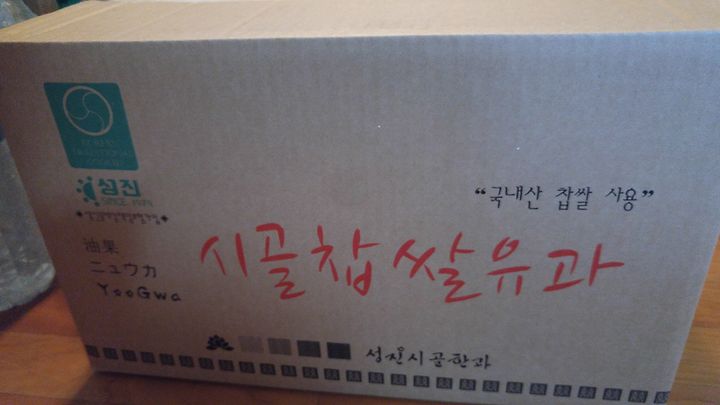 성진
"국내산 찹쌀 사용"
油果
ニュウカ
YooGwa
시골찹쌀유과
성진시골한과